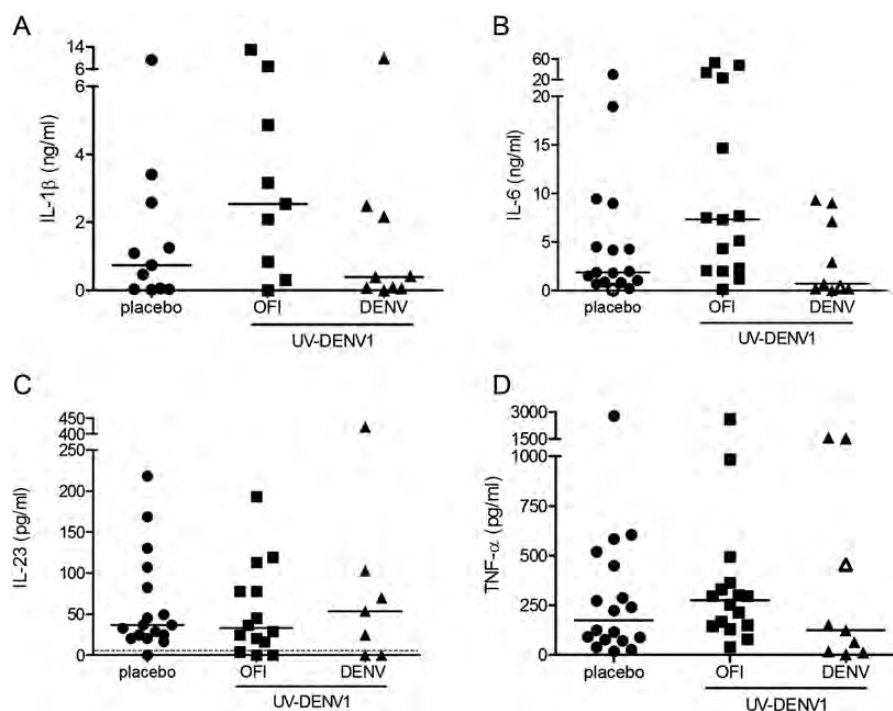 A
IL-1β (ng/ml)
14
6
6
4
2
0
placebo
OFI
DENV
UV-DENV1
B
IL-6 (ng/ml)
60
20
20
15
10
5
0
placebo
OFI
DENV
UV-DENV1
C
IL-23 (pg/ml)
450
400
250
200
150
100
50
0
placebo
OFI
DENV
UV-DENV1
D
TNF-α (pg/ml)
3000
1500
1000
750
500
250
0
placebo
OFI
DENV
UV-DENV1